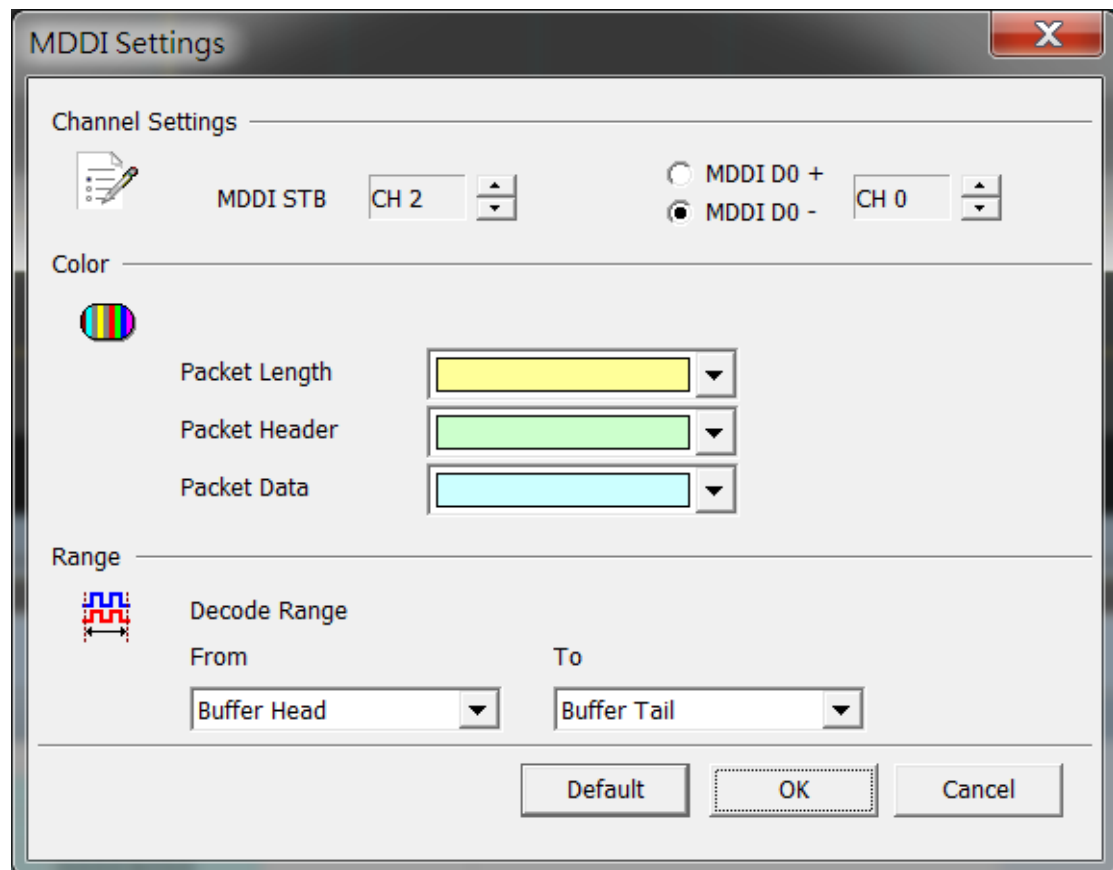 MDDI Settings
Channel Settings
MDDI STB CH 2 MDDI D0 + MDDI D0 - CH 0
Color
Packet Length
Packet Header
Packet Data
Range
Decode Range
From To
Buffer Head Buffer Tail
Default OK Cancel